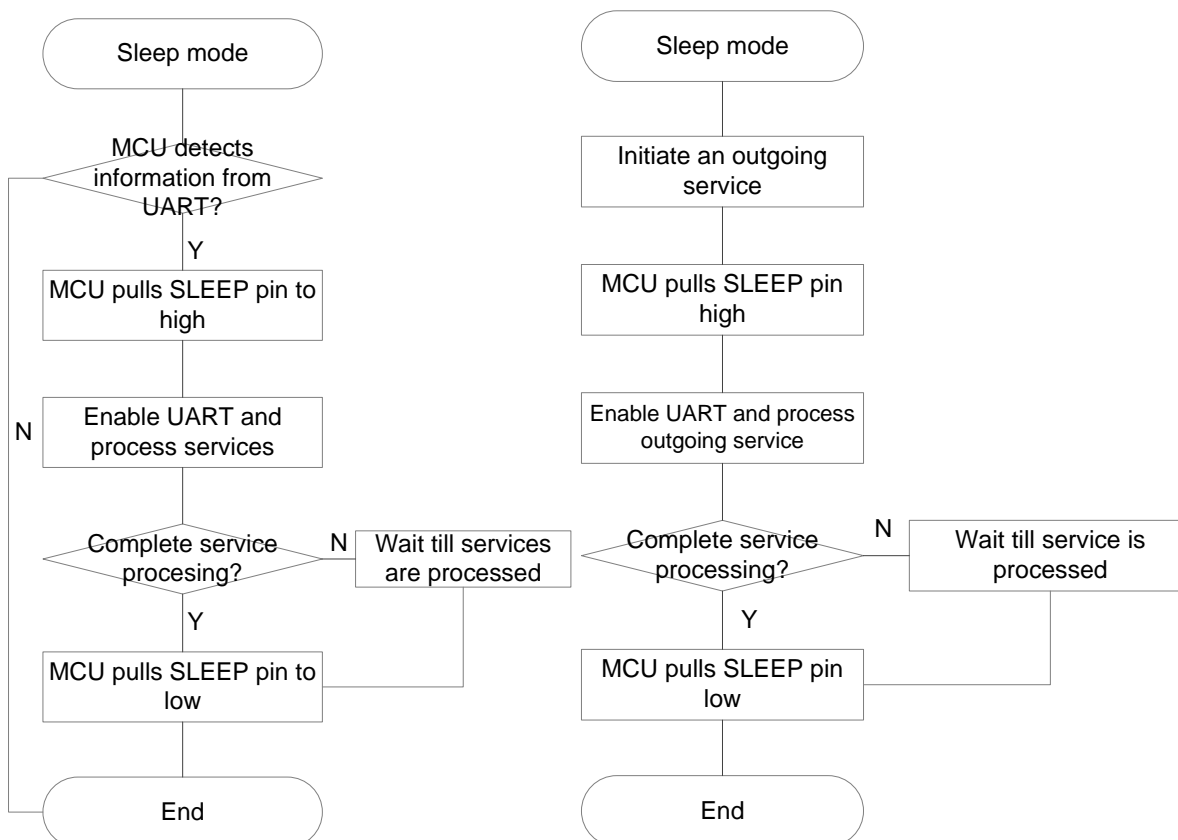 Sleep mode
MCU detects
information from
UART?
Y
MCU pulls SLEEP pin to
high
N
Enable UART and
process services
Complete service
procesing?
N
Wait till services
are processed
Y
MCU pulls SLEEP pin to
low
End
Sleep mode
Initiate an outgoing
service
MCU pulls SLEEP pin
high
Enable UART and process
outgoing service
Complete service
processing?
N
Wait till service is
processed
Y
MCU pulls SLEEP pin
low
End